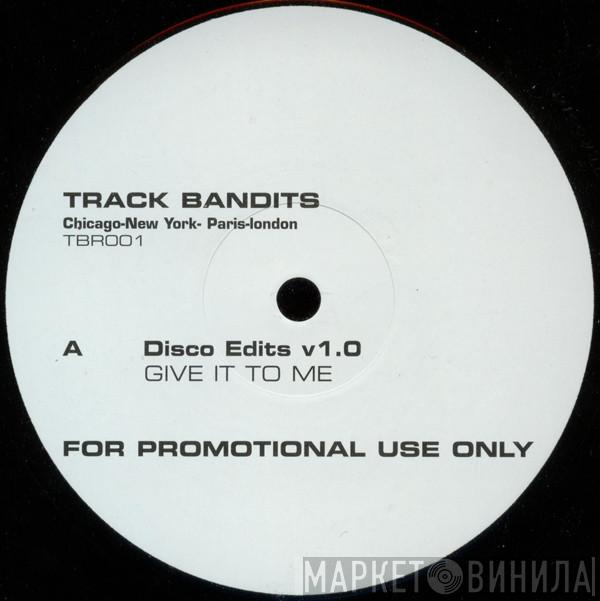 TRACK BANDITS
Chicago-New York- Paris-london
TBR001
A Disco Edits v1.0
GIVE IT TO ME
FOR PROMOTIONAL USE ONLY
МАРКЕТ ВИНИЛА